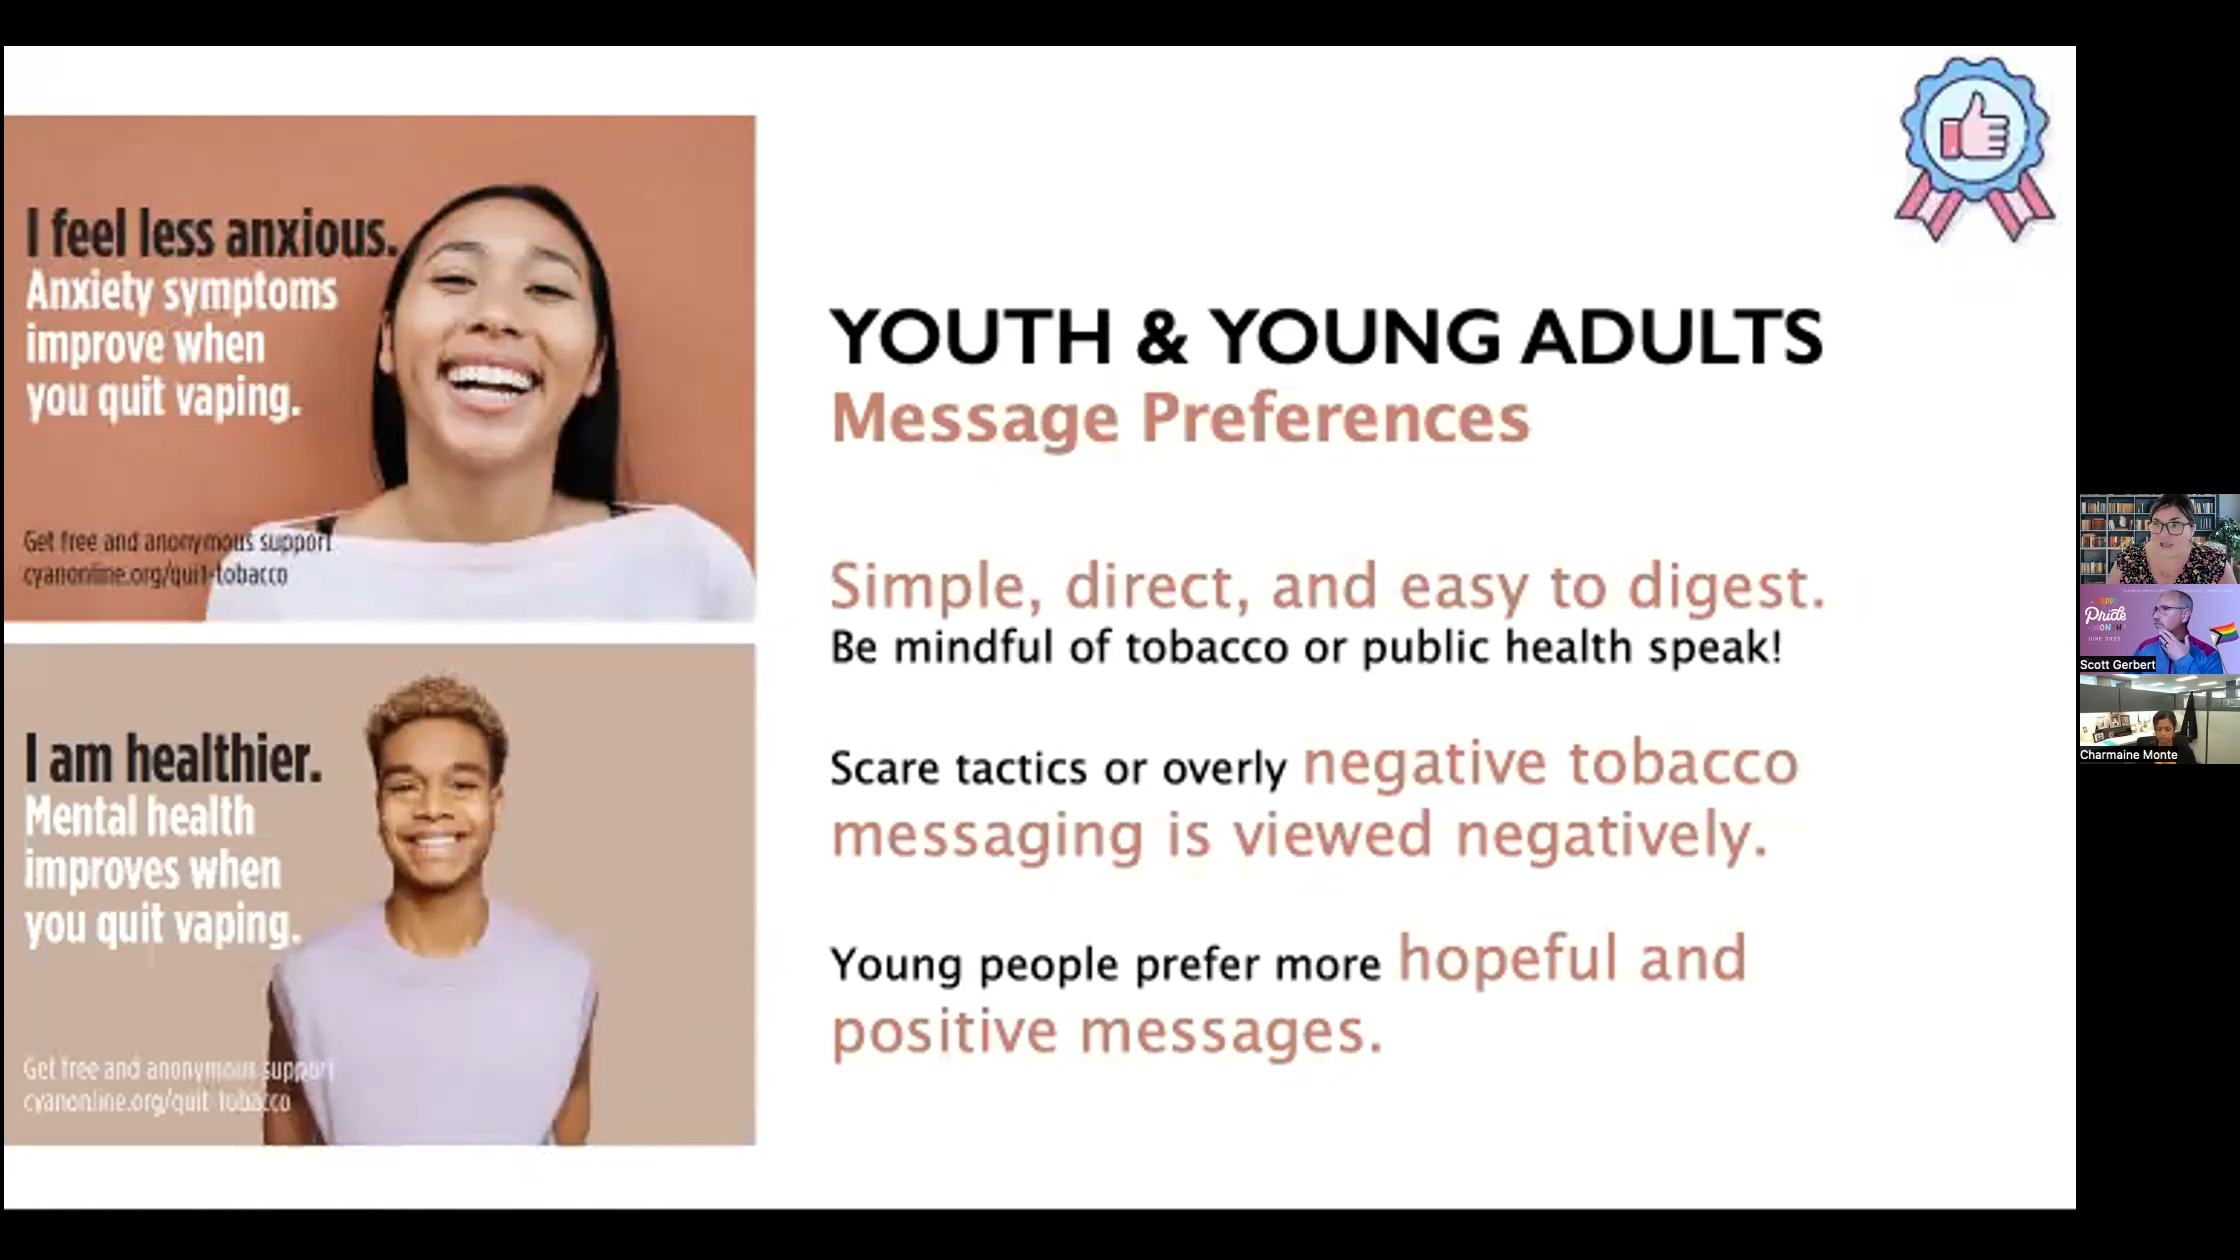 I feel less anxious.
Anxiety symptoms
improve when
you quit vaping.
Get free and anonymous support
cyanonline.org/quit-tobacco
I am healthier.
Mental health
improves when
you quit vaping.
Get free and anonymous support
cyanonline.org/quit-tobacco
YOUTH & YOUNG ADULTS
Message Preferences
Simple, direct, and easy to digest.
Be mindful of tobacco or public health speak!
Scare tactics or overly negative tobacco
messaging is viewed negatively.
Young people prefer more hopeful and
positive messages.
HAPPY
Pride
MONTH
JUNE 2023
Scott Gerbert
Charmaine Monte